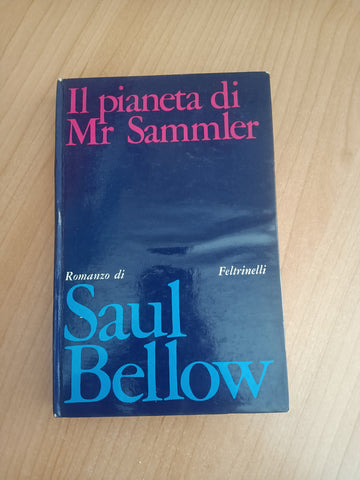 Il pianeta di
Mr Sammler
Romanzo di Feltrinelli
Saul
Bellow